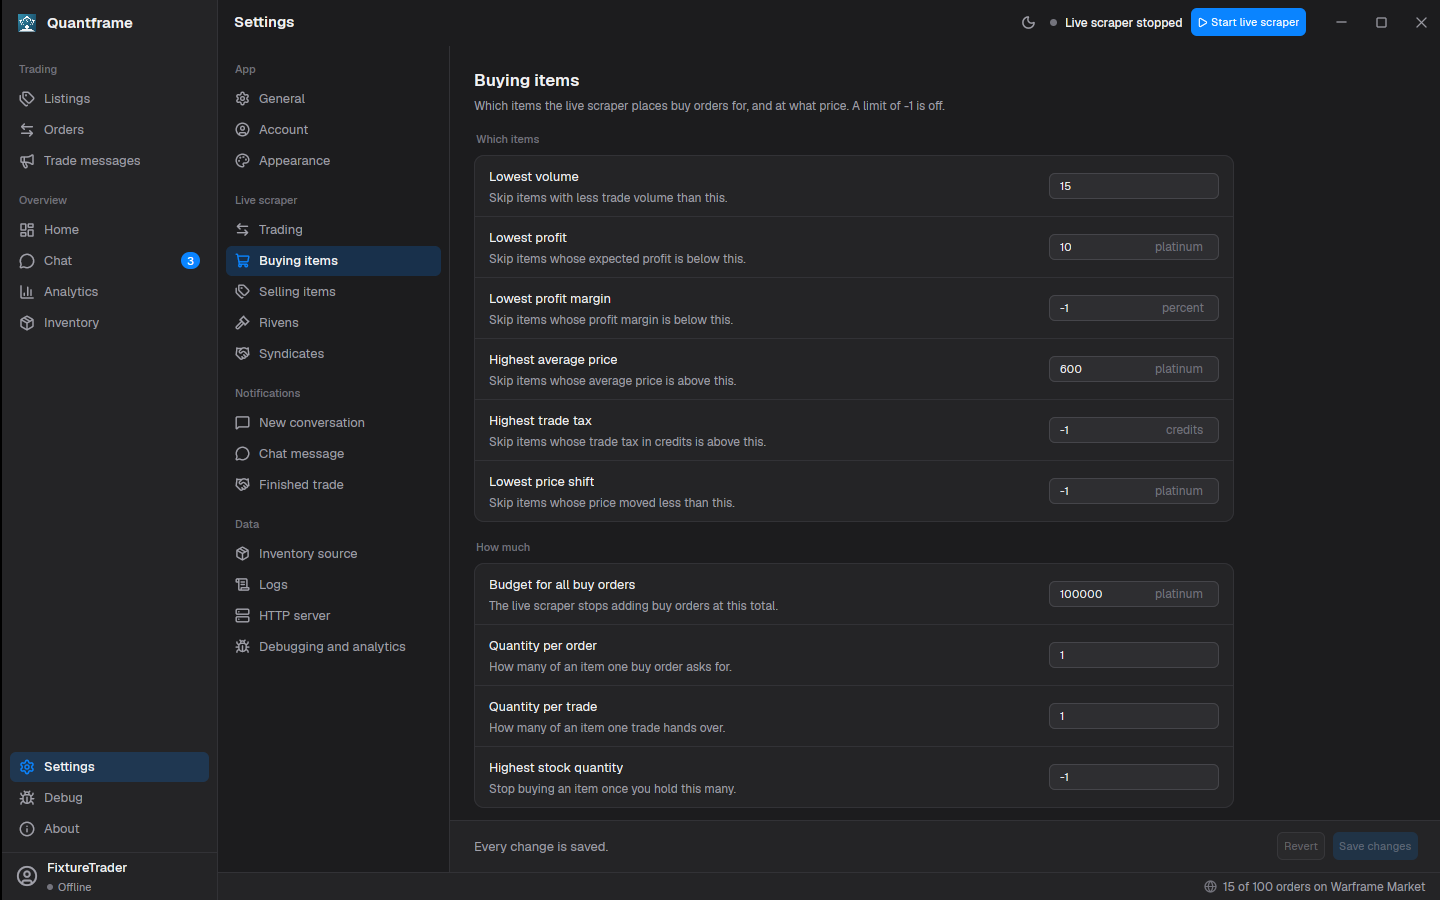 Quantframe
Settings
Live scraper stopped
Start live scraper
Trading
Listings
Orders
Trade messages
Overview
Home
Chat
3
Analytics
Inventory
Settings
Debug
About
FixtureTrader
Offline
App
General
Account
Appearance
Live scraper
Trading
Buying items
Selling items
Rivens
Syndicates
Notifications
New conversation
Chat message
Finished trade
Data
Inventory source
Logs
HTTP server
Debugging and analytics
Buying items
Which items the live scraper places buy orders for, and at what price. A limit of -1 is off.
Which items
Lowest volume
Skip items with less trade volume than this.
15
Lowest profit
Skip items whose expected profit is below this.
10 platinum
Lowest profit margin
Skip items whose profit margin is below this.
-1 percent
Highest average price
Skip items whose average price is above this.
600 platinum
Highest trade tax
Skip items whose trade tax in credits is above this.
-1 credits
Lowest price shift
Skip items whose price moved less than this.
-1 platinum
How much
Budget for all buy orders
The live scraper stops adding buy orders at this total.
100000 platinum
Quantity per order
How many of an item one buy order asks for.
1
Quantity per trade
How many of an item one trade hands over.
1
Highest stock quantity
Stop buying an item once you hold this many.
-1
Every change is saved.
Revert
Save changes
15 of 100 orders on Warframe Market